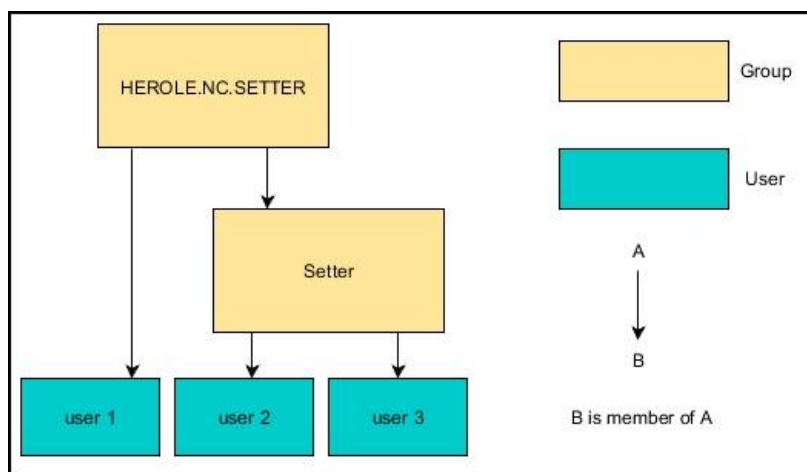 HEROLE.NC.SETTER
Group
User
Setter
A
B
user 1
user 2
user 3
B is member of A